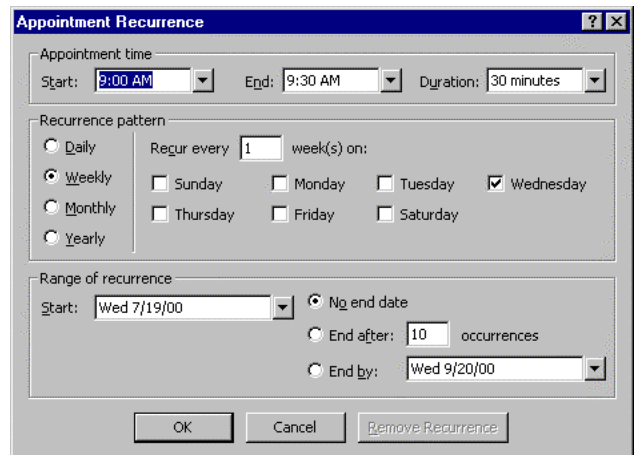 Appointment Recurrence
Appointment time
Start: 9:00 AM End: 9:30 AM Duration: 30 minutes
Recurrence pattern
Daily Recur every 1 week(s) on:
Weekly Sunday Monday Tuesday Wednesday
Monthly Thursday Friday Saturday
Yearly
Range of recurrence
Start: Wed 7/19/00 No end date
End after: 10 occurrences
End by: Wed 9/20/00
OK Cancel Remove Recurrence